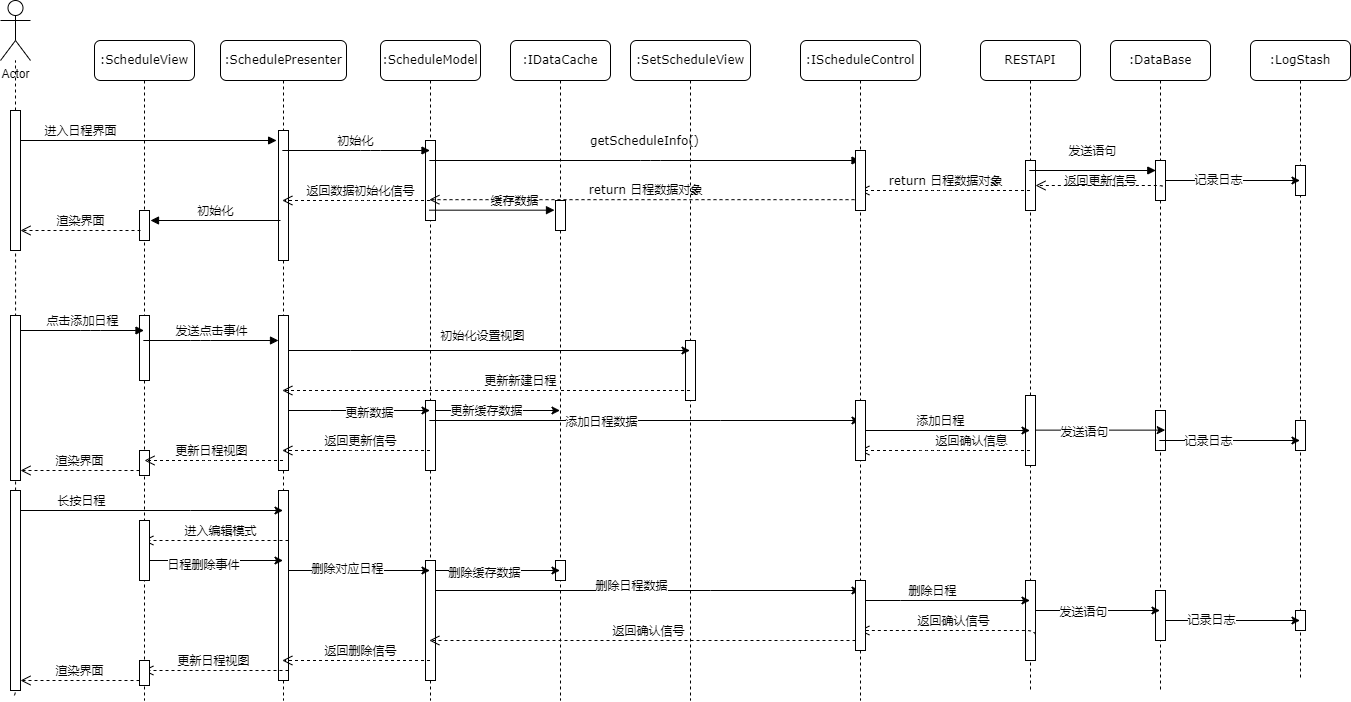 Actor
:ScheduleView
:SchedulePresenter
:ScheduleModel
:IDataCache
:SetScheduleView
:IScheduleControl
RESTAPI
:DataBase
:LogStash
进入日程界面
初始化
getScheduleInfo()
发送语句
返回更新信号
记录日志
return 日程数据对象
return 日程数据对象
返回数据初始化信号
缓存数据
初始化
渲染界面
点击添加日程
发送点击事件
初始化设置视图
更新新建日程
更新数据
更新缓存数据
添加日程数据
添加日程
发送语句
记录日志
返回确认信息
返回更新信号
更新日程视图
渲染界面
长按日程
进入编辑模式
日程删除事件
删除对应日程
删除缓存数据
删除日程数据
删除日程
发送语句
记录日志
返回确认信号
返回确认信号
返回删除信号
更新日程视图
渲染界面